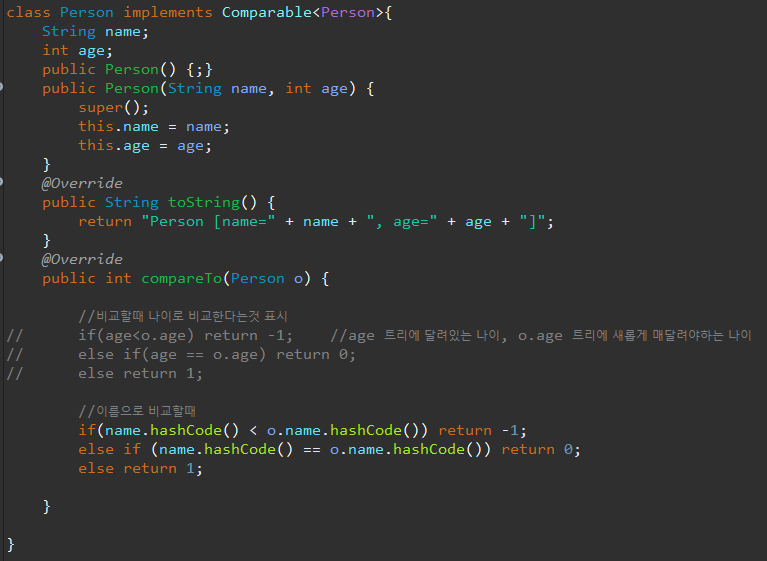 class Person implements Comparable<Person>{
    String name;
    int age;
    public Person() {;}
    public Person(String name, int age) {
        super();
        this.name = name;
        this.age = age;
    }
    @Override
    public String toString() {
        return "Person [name=" + name + ", age=" + age + "]";
    }
    @Override
    public int compareTo(Person o) {
        //비교할때 나이로 비교한다는것 표시
//      if(age<o.age) return -1;    //age 트리에 달려있는 나이, o.age 트리에 새롭게 매달려야하는 나이
//      else if(age == o.age) return 0;
//      else return 1;
        //이름으로 비교할때
        if(name.hashCode() < o.name.hashCode()) return -1;
        else if (name.hashCode() == o.name.hashCode()) return 0;
        else return 1;
    }
}